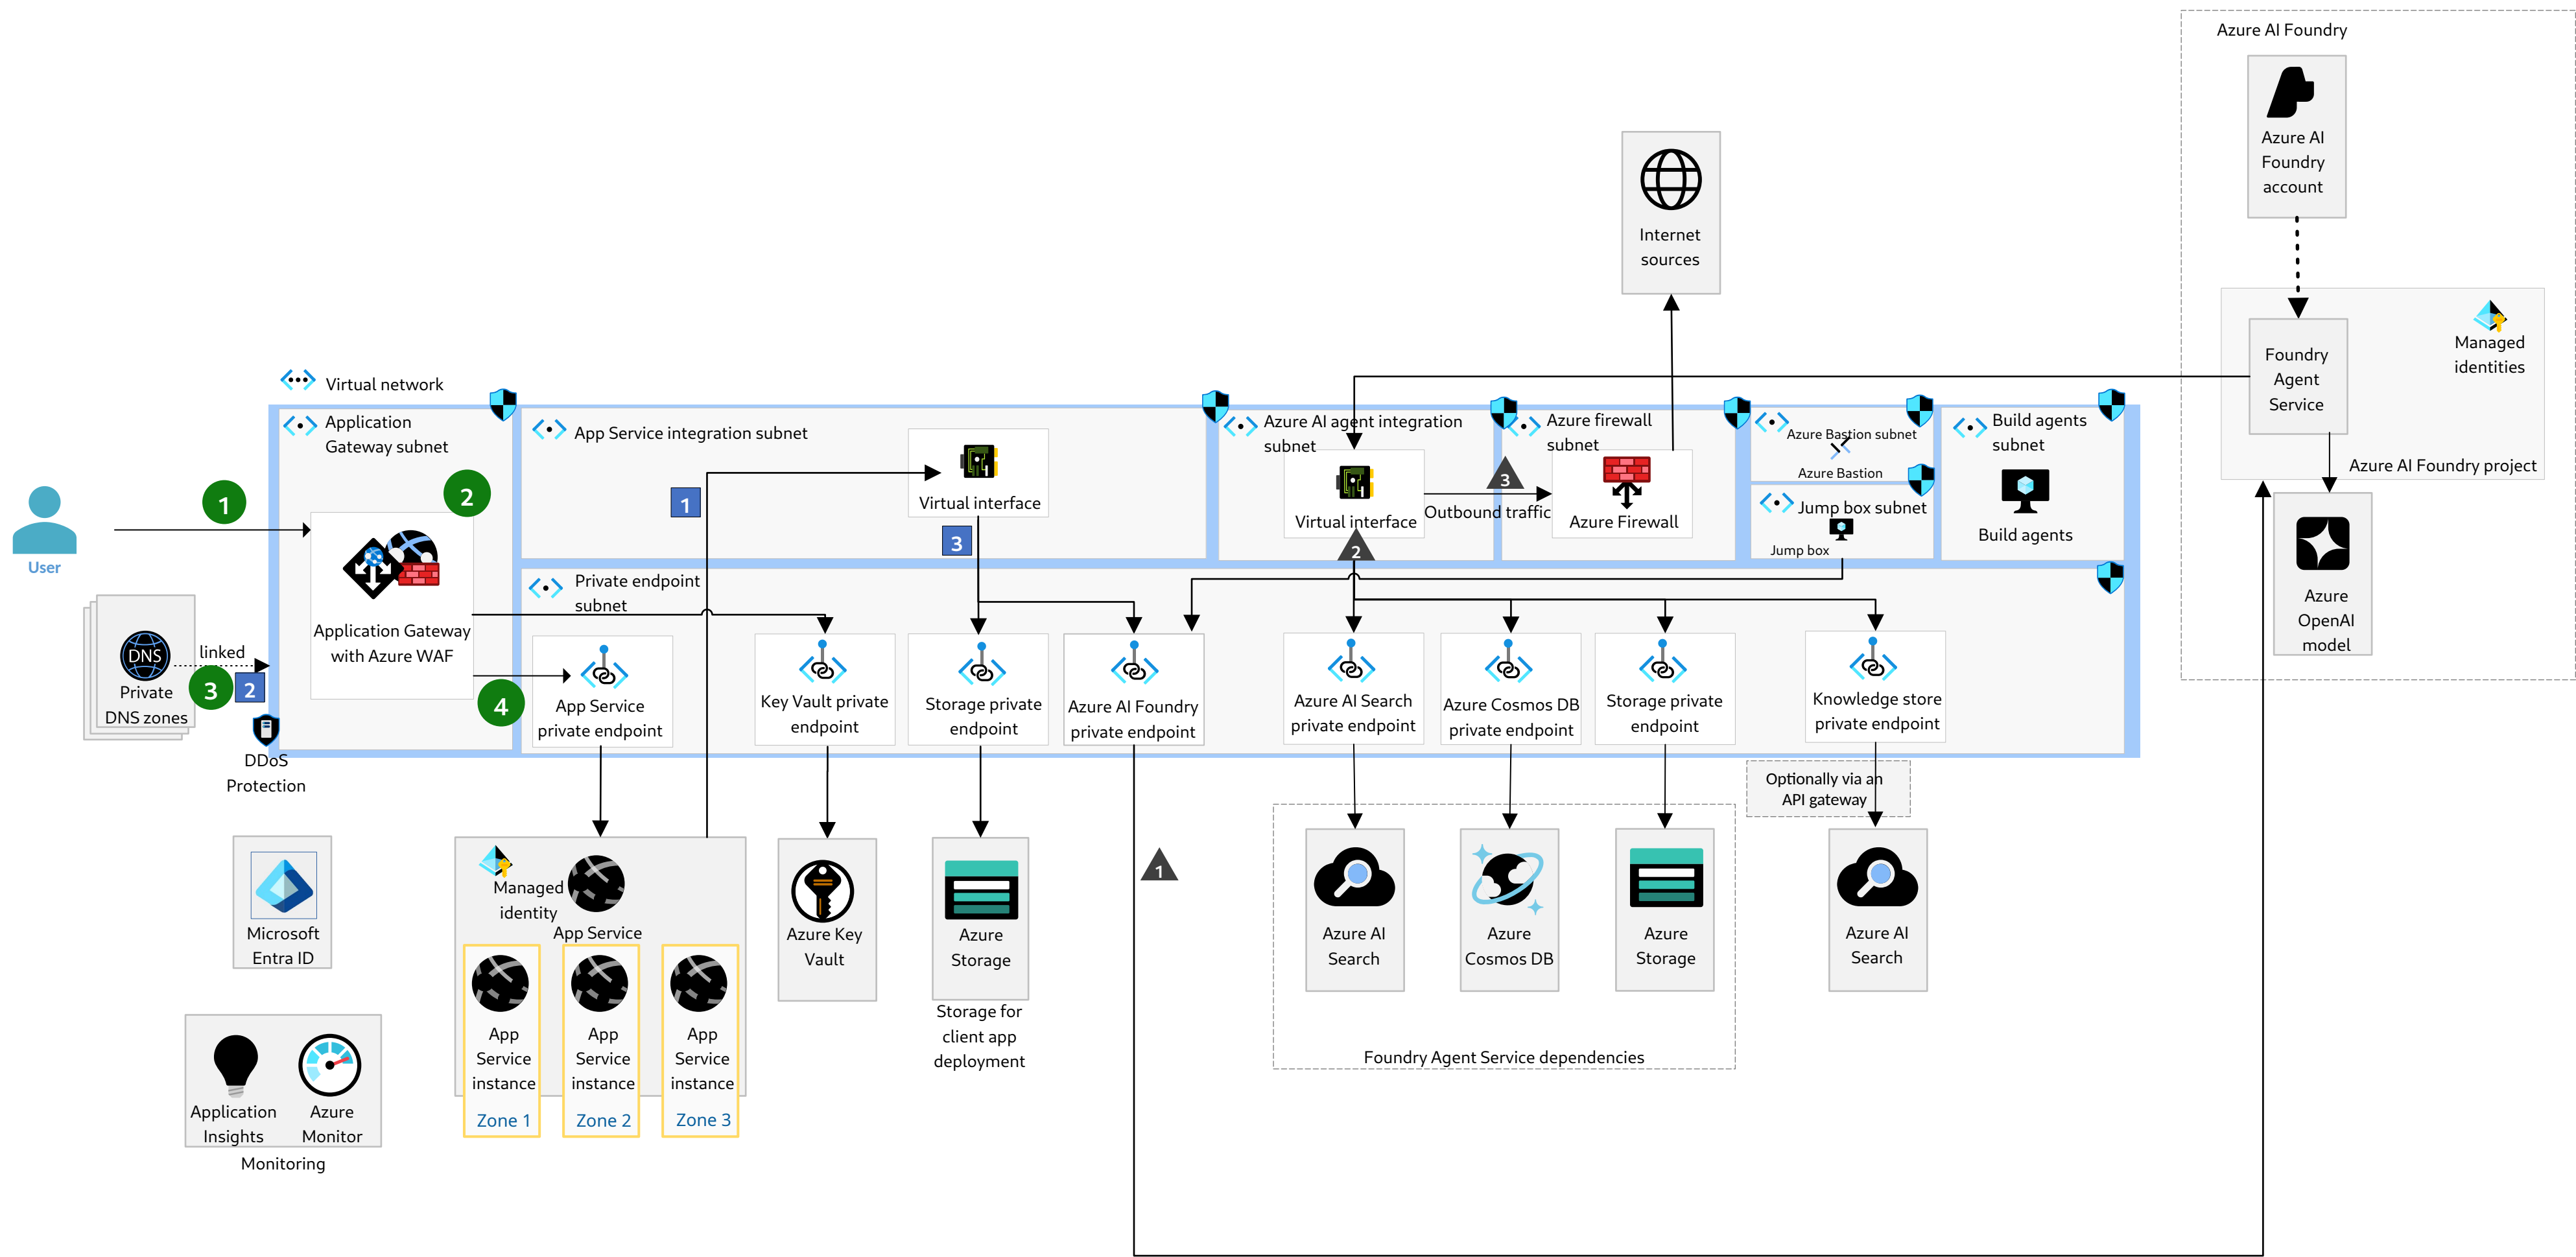 Azure AI Foundry
Azure AI
Foundry
account
Internet
sources
Foundry
Agent
Service
Managed
identities
Azure AI Foundry project
Azure
OpenAI
model
Virtual network
Application
Gateway subnet
App Service integration subnet
Virtual interface
Azure AI agent integration
subnet
Virtual interface
Outbound traffic
Azure firewall
subnet
Azure Firewall
Azure Bastion subnet
Azure Bastion
Jump box subnet
Jump box
Build agents
subnet
Build agents
1
2
1
3
3
2
User
Application Gateway
with Azure WAF
Private endpoint
subnet
DNS
linked
Private
DNS zones
3
2
4
DDoS
Protection
App Service
private endpoint
Key Vault private
endpoint
Storage private
endpoint
Azure AI Foundry
private endpoint
Azure AI Search
private endpoint
Azure Cosmos DB
private endpoint
Storage private
endpoint
Knowledge store
private endpoint
Optionally via an
API gateway
1
Microsoft
Entra ID
Managed
identity
App Service
App
Service
instance
Zone 1
App
Service
instance
Zone 2
App
Service
instance
Zone 3
Azure Key
Vault
Azure
Storage
Storage for
client app
deployment
Azure AI
Search
Azure
Cosmos DB
Azure
Storage
Foundry Agent Service dependencies
Azure AI
Search
Application
Insights
Azure
Monitor
Monitoring